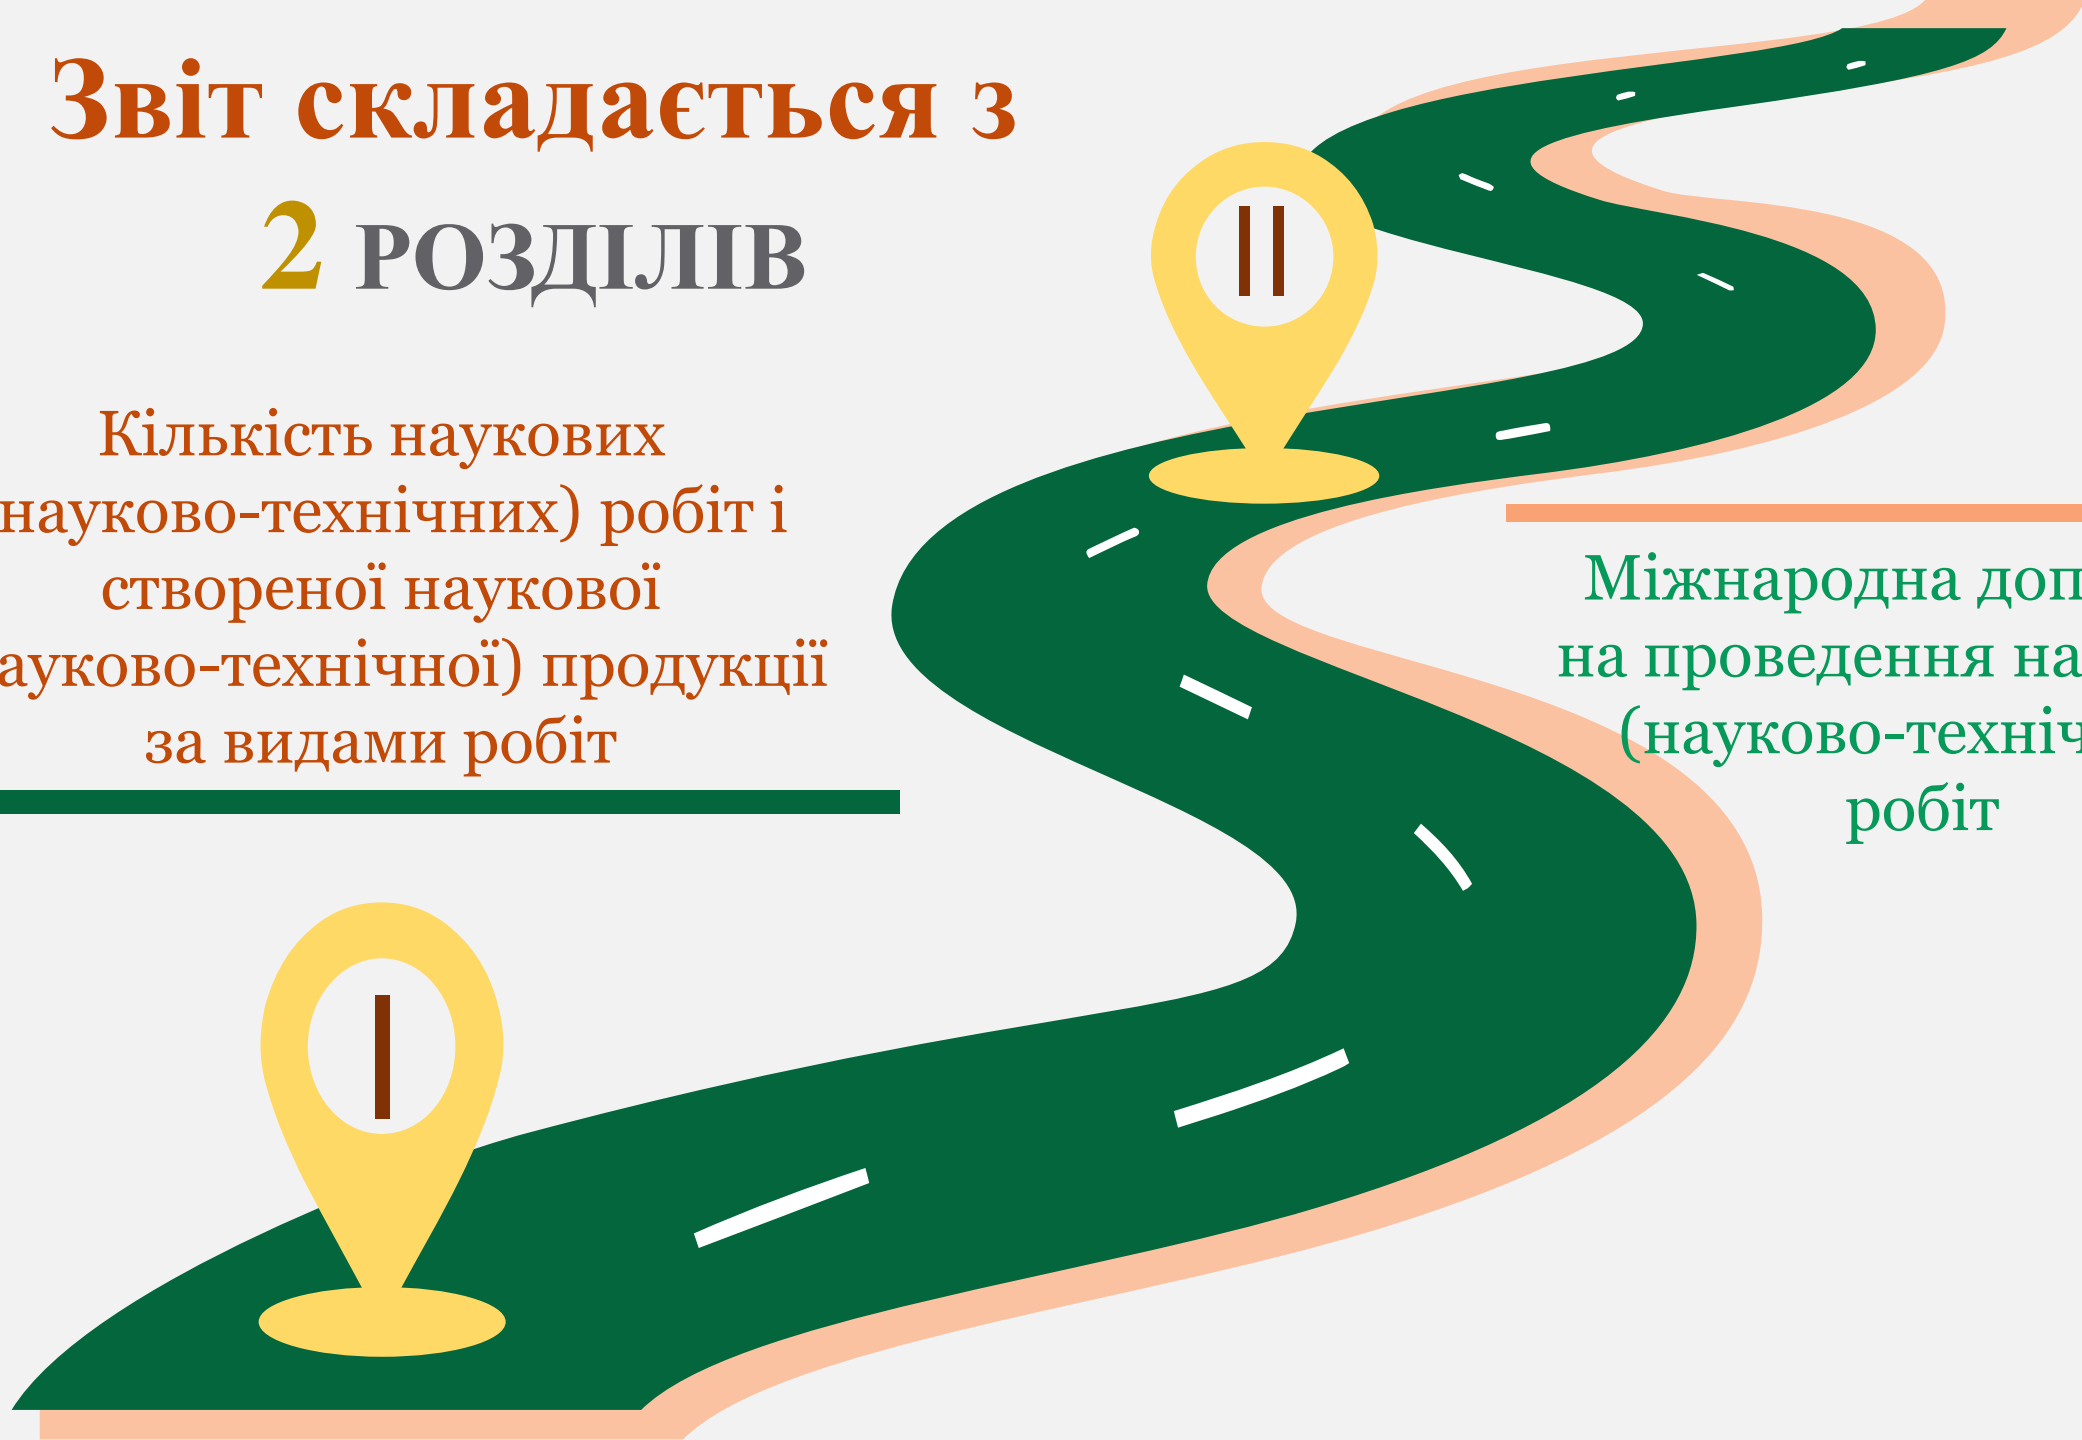 Звіт складається з
2 РОЗДІЛІВ
II
Кількість наукових
науково-технічних) робіт і
створеної наукової
ауково-технічної) продукції
за видами робіт
Міжнародна доп
на проведення на
(науково-техніч
робіт
I